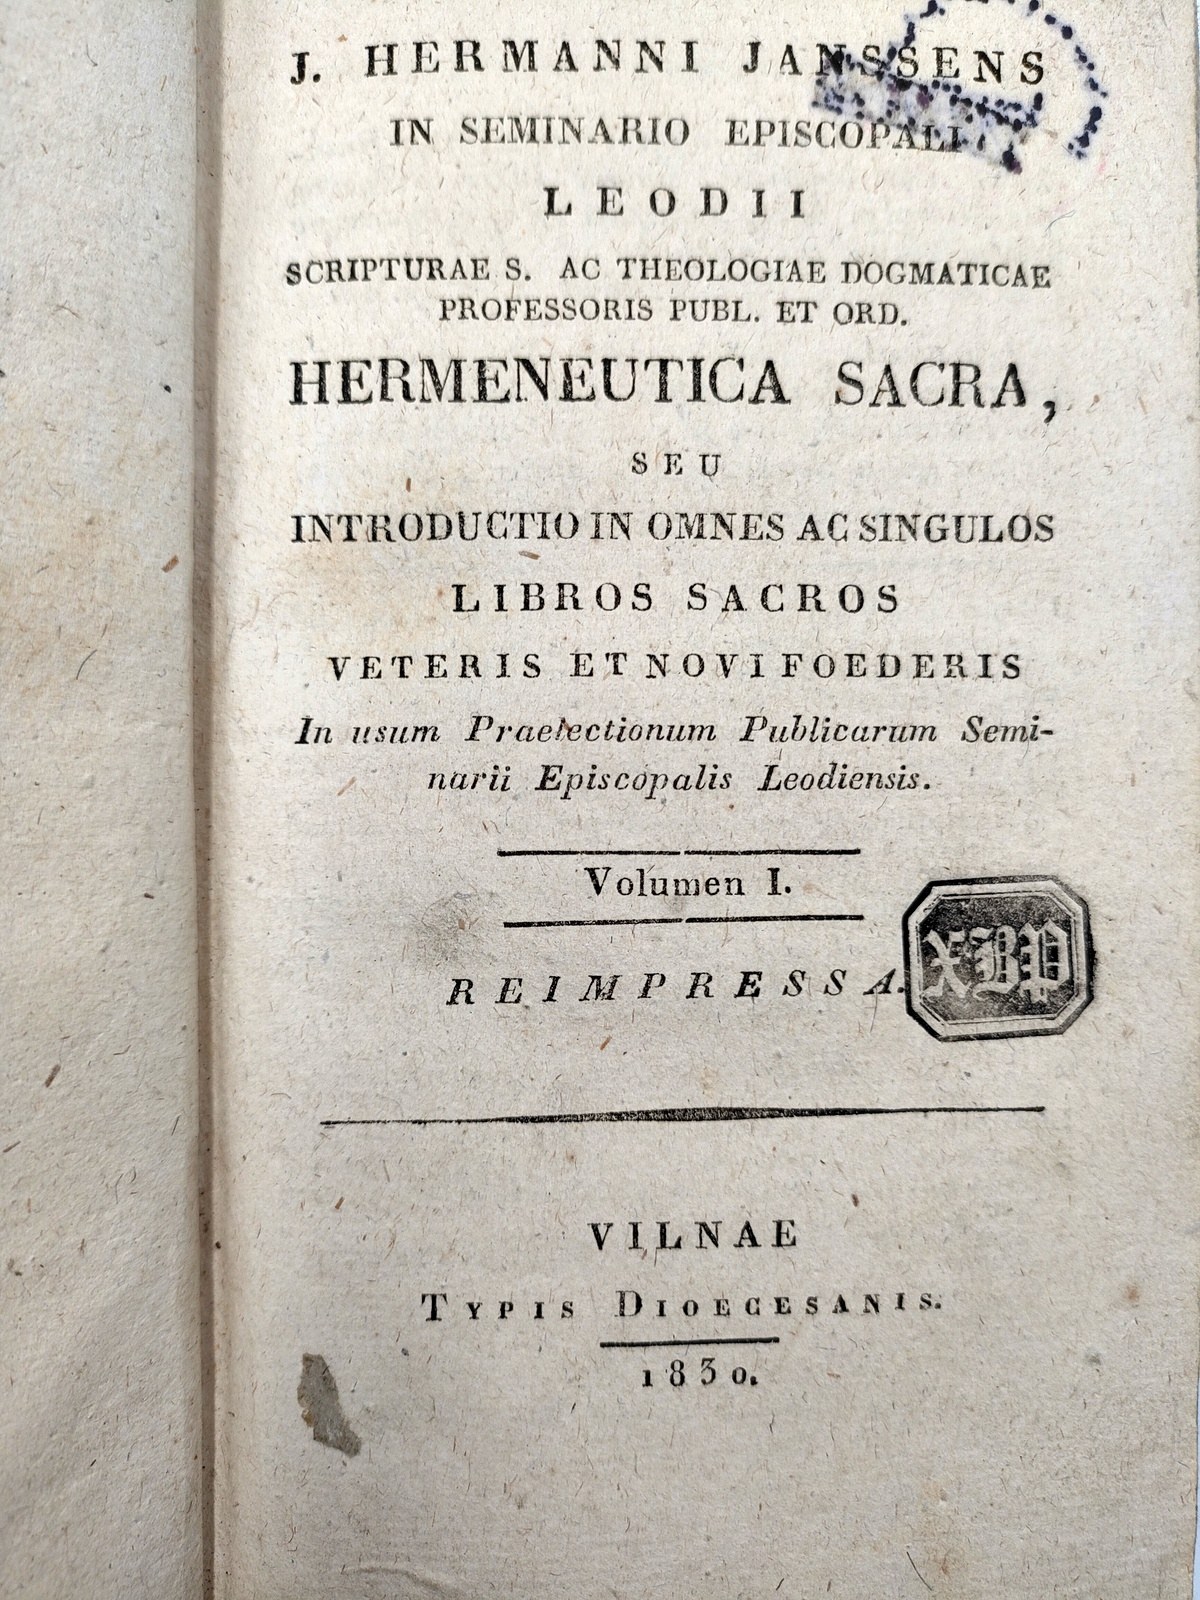 J. HERMANNI JANSSENS
IN SEMINARIO EPISCOPALI
LEODII
SCRIPTURAE S. AC THEOLOGIAE DOGMATICAE
PROFESSORIS PUBL. ET ORD.
HERMENEUTICA SACRA,
SEU
INTRODUCTIO IN OMNES AC SINGULOS
LIBROS SACROS
VETERIS ET NOVI FOEDERIS
In usum Praelectionum Publicarum Semi-
narii Episcopalis Leodiensis.
Volumen I.
REIMPRESSA.
XBP
VILNAE
TYPIS DIOECESANIS.
1830.